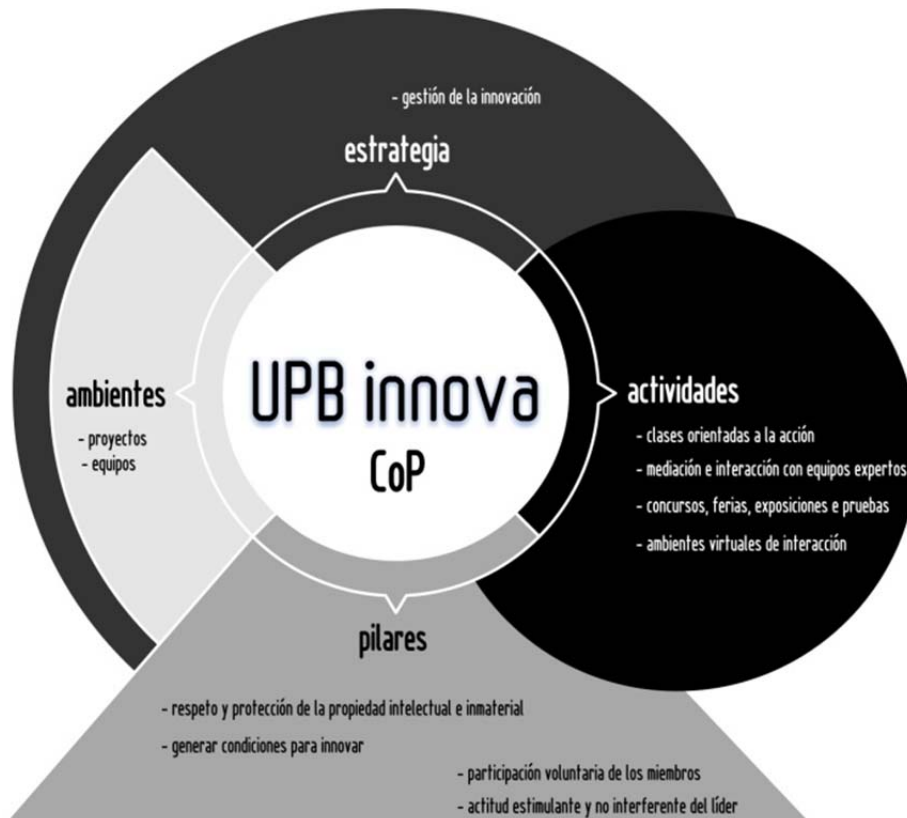 - gestión de la innovación
estrategia
ambientes
- proyectos
- equipos
UPB innova
CoP
actividades
- clases orientadas a la acción
- mediación e interacción con equipos expertos
- concursos, ferias, exposiciones e pruebas
- ambientes virtuales de interacción
pilares
- respeto y protección de la propiedad intelectual e inmaterial
- generar condiciones para innovar
- participación voluntaria de los miembros
- actitud estimulante y no interferente del líder